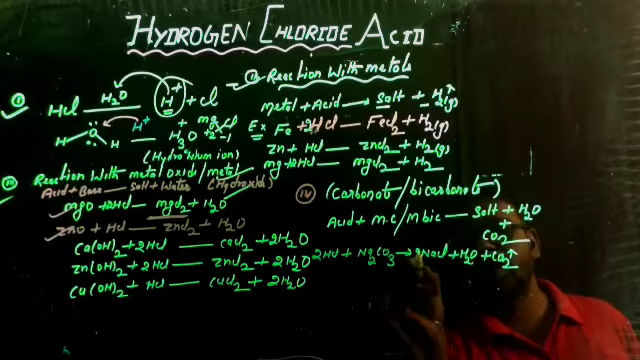 HYDROGEN CHLORIDE ACID
(i) Hcl H2O H+ + cl
H O H H+ H3O+
(Hydronium ion)
(ii) Reaction with metals
Metal + Acid → Salt + H2↑(g)
Ex Fe + 2Hcl — Fecl2 + H2(g)
Zn + Hcl — Zncl2 + H2(g)
mg + 2Hcl — mgcl2 + H2
(iii) Reaction With metal oxide/metal (Hydroxide)
Acid + Base — Salt + Water
mgO + 2Hcl — mgcl2 + H2O
ZnO + Hcl — Zncl2 + H2O
Ca(OH)2 + 2Hcl — cacl2 + 2H2O
Zn(OH)2 + 2Hcl — Zncl2 + 2H2O
Cu(OH)2 + Hcl — cucl2 + 2H2O
(iv) (Carbonat/bicarbonat)
Acid + m.c/m bic — Salt + H2O
+
CO2
2Hcl + Na2CO3 → 2Nacl + H2O + CO2↑